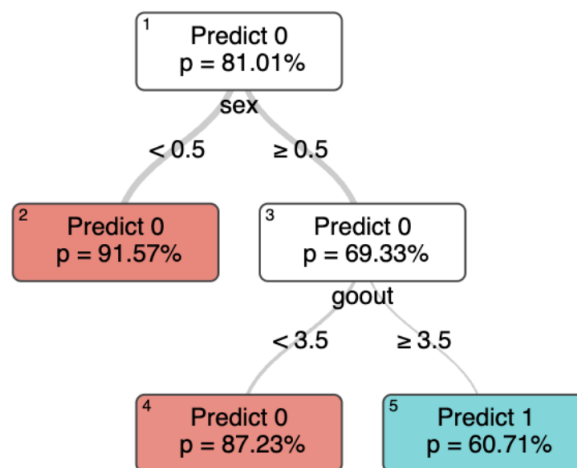 1
Predict 0
p = 81.01%
sex
< 0.5
≥ 0.5
2
Predict 0
p = 91.57%
3
Predict 0
p = 69.33%
goout
< 3.5
≥ 3.5
4
Predict 0
p = 87.23%
5
Predict 1
p = 60.71%